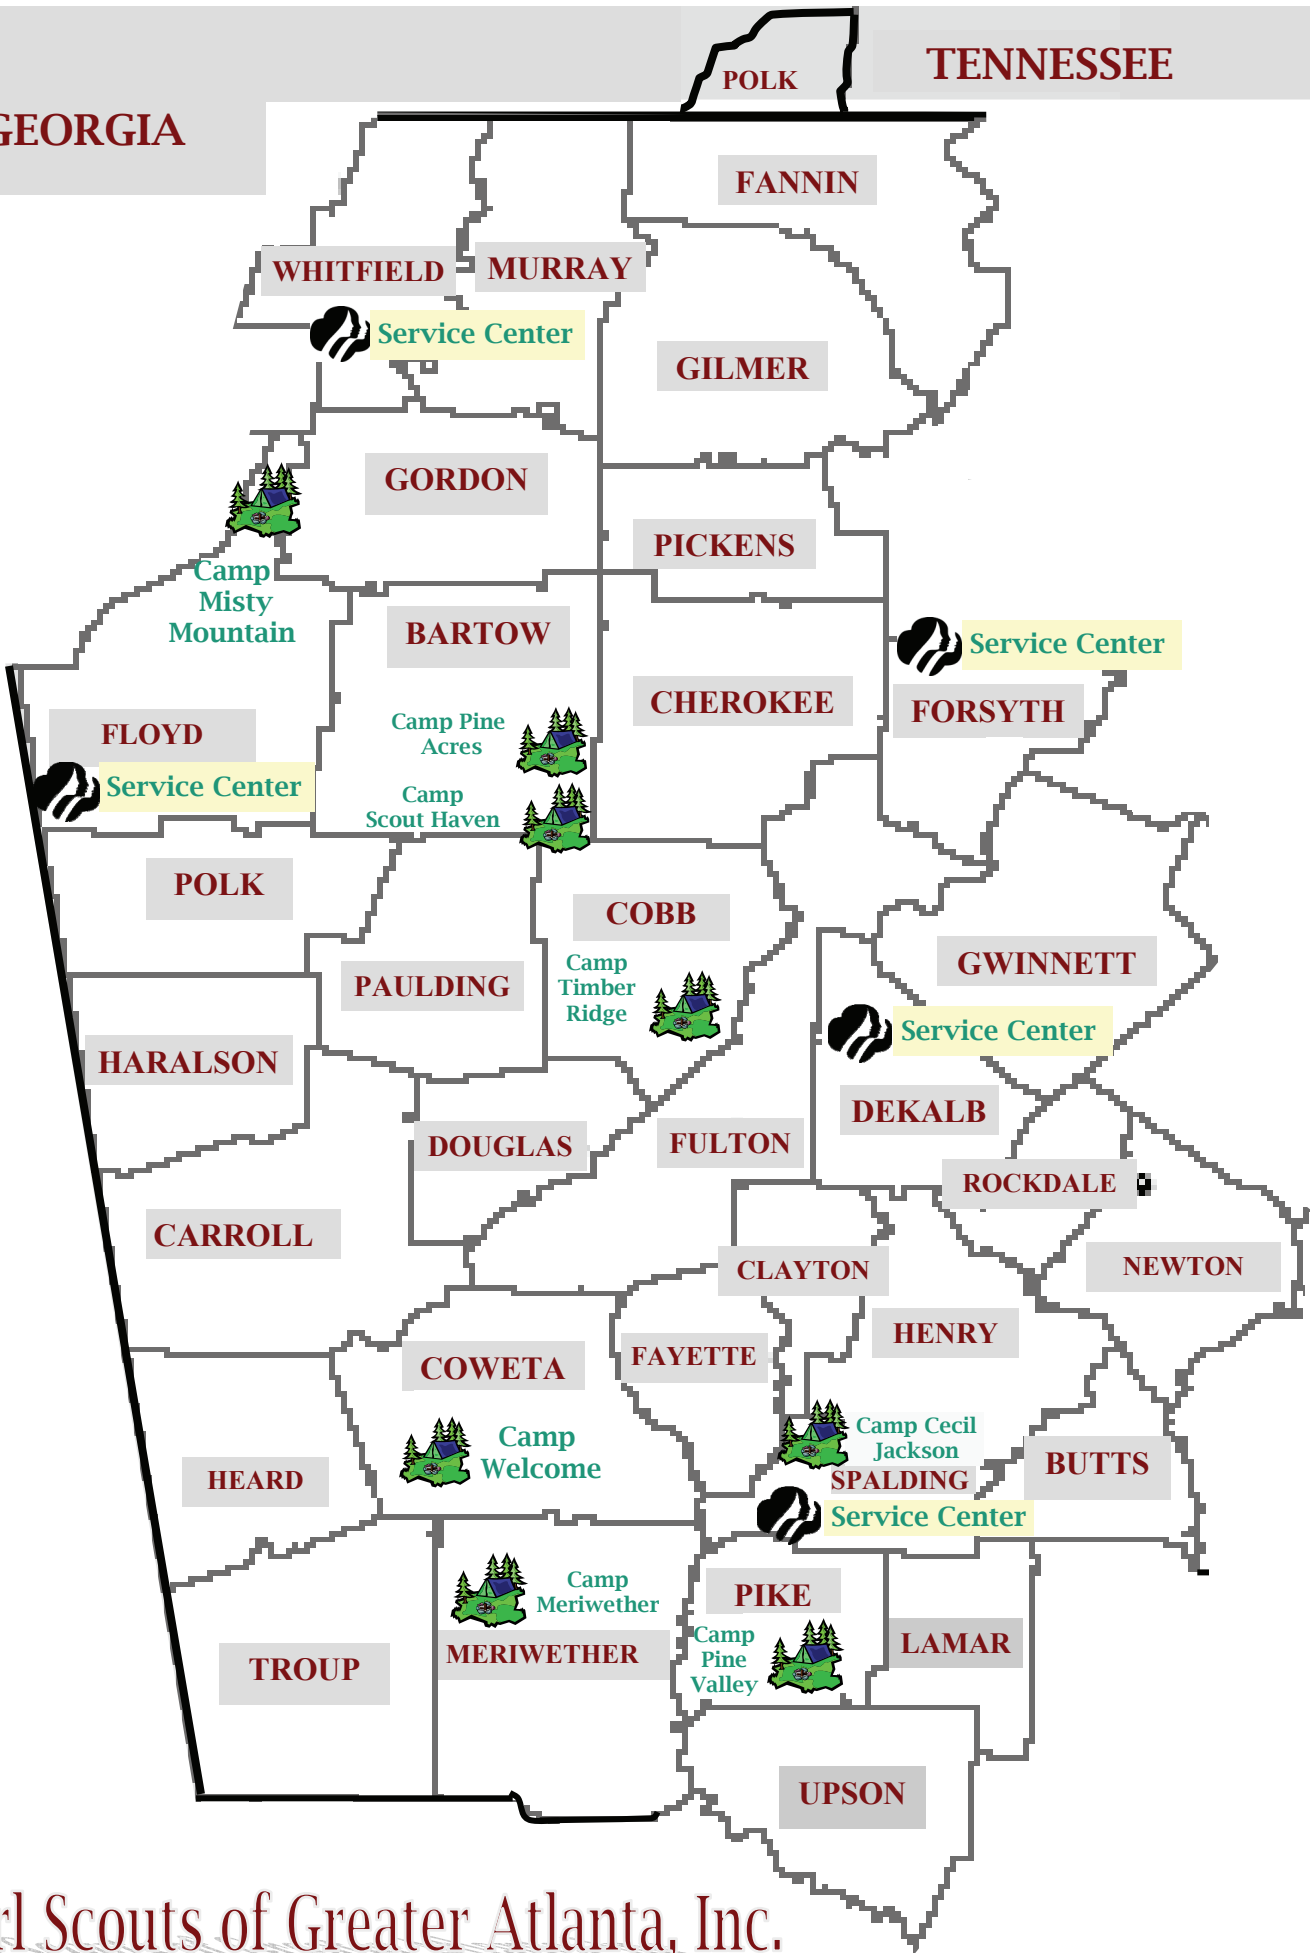 POLK
TENNESSEE
GEORGIA
FANNIN
WHITFIELD
MURRAY
Service Center
GILMER
GORDON
PICKENS
Camp
Misty
Mountain
BARTOW
Service Center
CHEROKEE
FORSYTH
FLOYD
Camp Pine
Acres
Service Center
Camp
Scout Haven
POLK
COBB
GWINNETT
PAULDING
Camp
Timber
Ridge
Service Center
HARALSON
DEKALB
DOUGLAS
FULTON
ROCKDALE
CARROLL
CLAYTON
NEWTON
HENRY
FAYETTE
COWETA
Camp
Welcome
Camp Cecil
Jackson
BUTTS
HEARD
SPALDING
Service Center
Camp
Meriwether
PIKE
LAMAR
MERIWETHER
Camp
Pine
Valley
TROUP
UPSON
rl Scouts of Greater Atlanta, Inc.